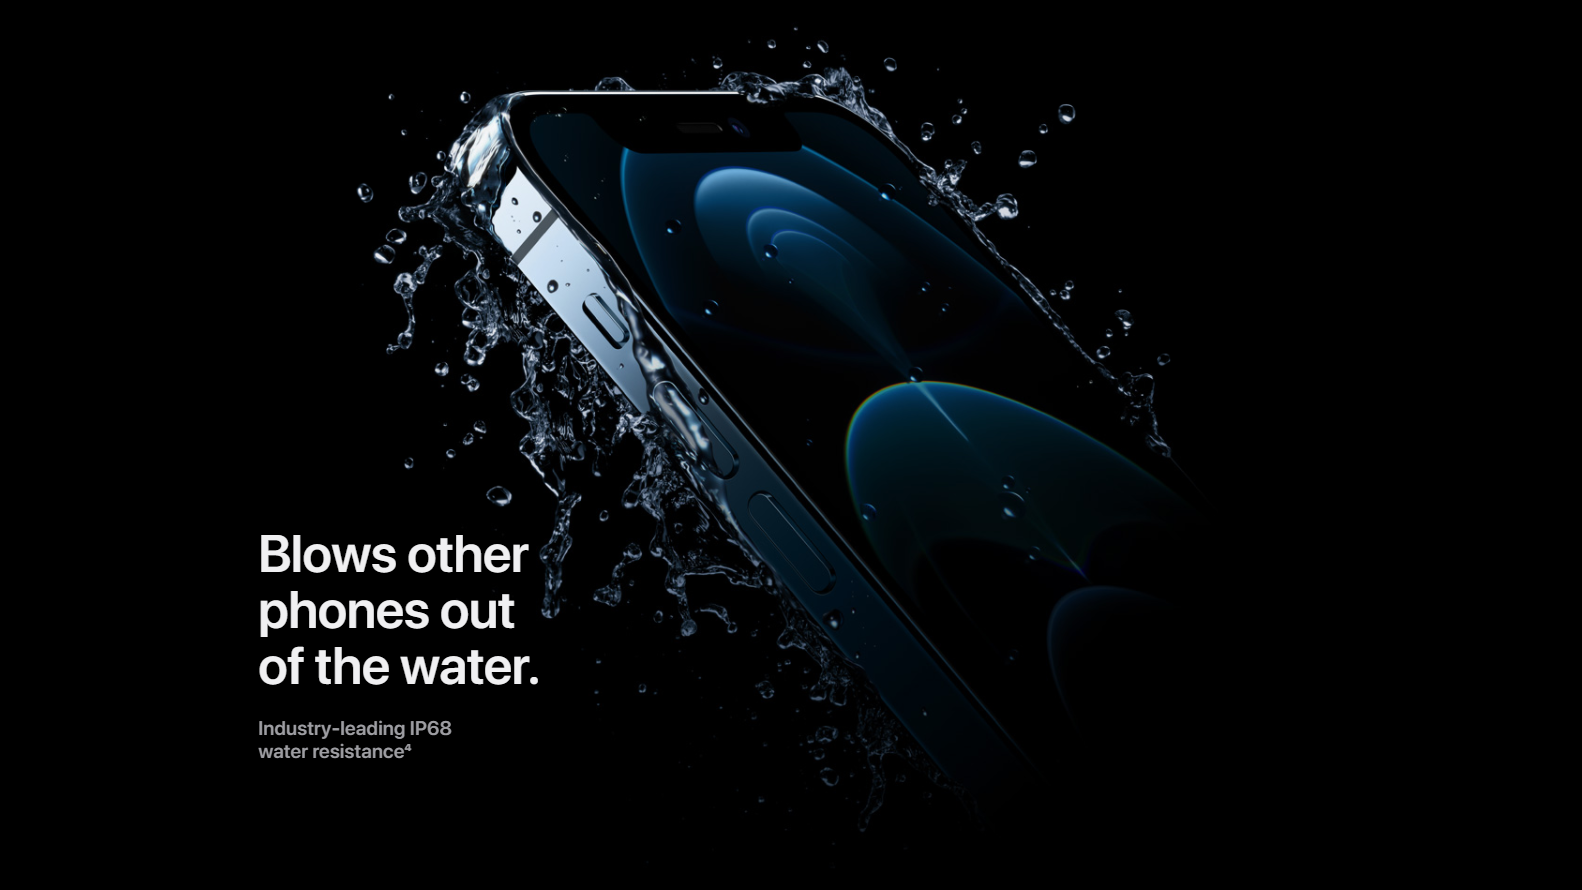 Blows other
phones out
of the water.
Industry-leading IP68
water resistance⁴